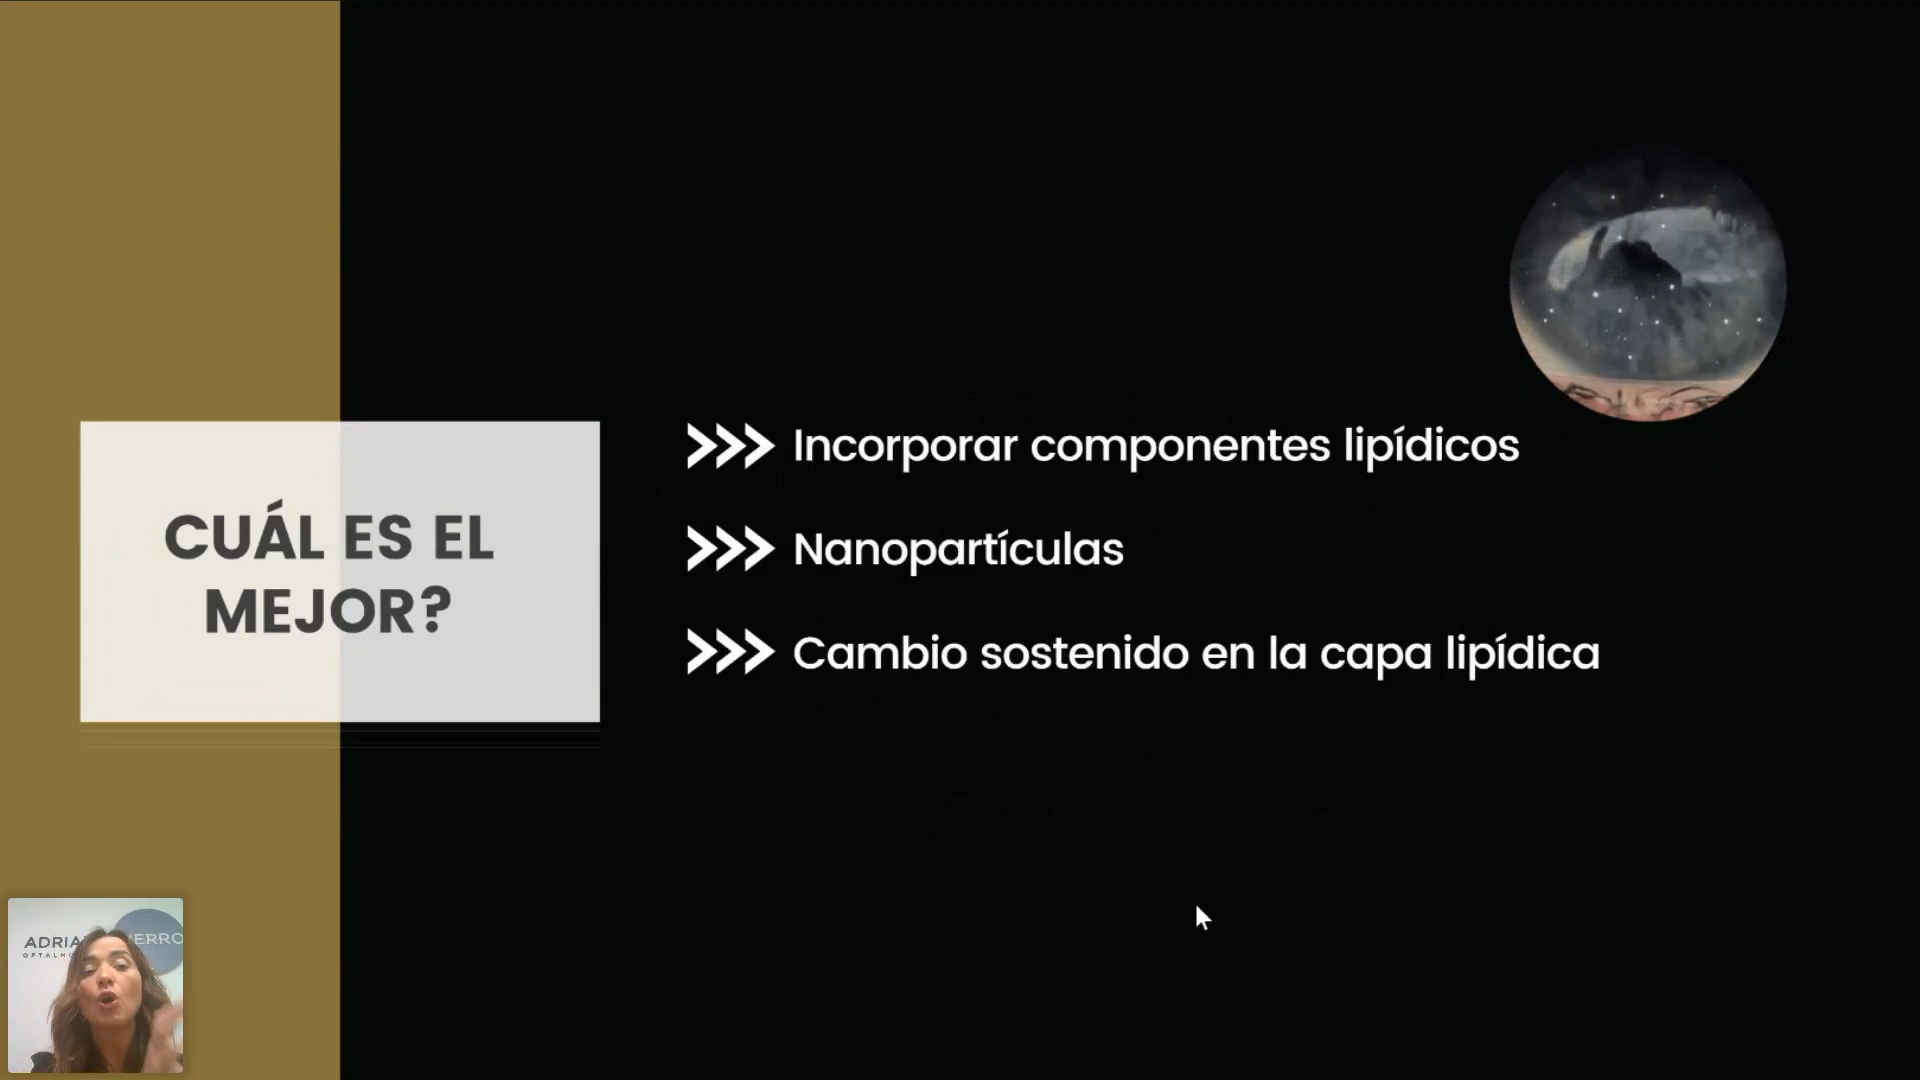 CUÁL ES EL
MEJOR?
Incorporar componentes lipídicos
Nanopartículas
Cambio sostenido en la capa lipídica